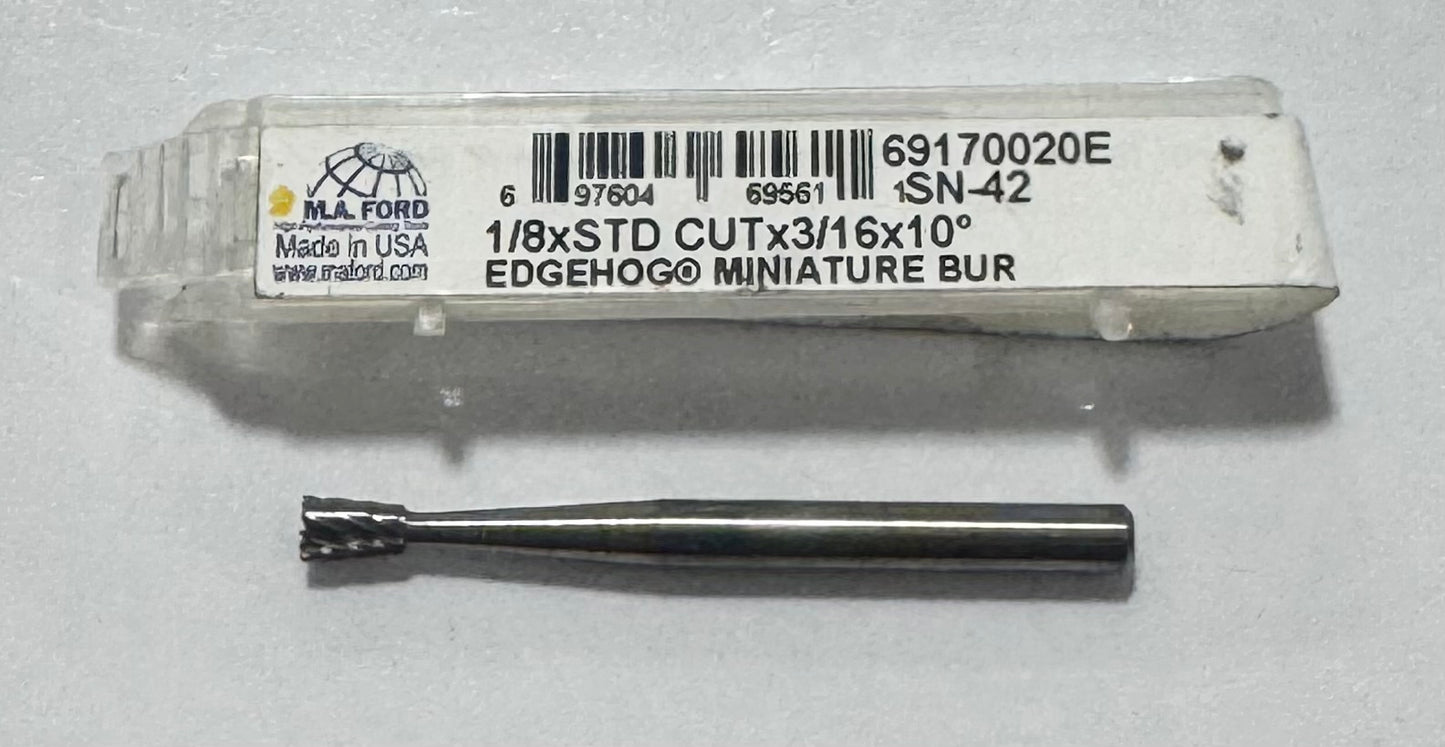 M.A. FORD
Made in USA
www.maford.com
6 97604 69561 1
69170020E
SN-42
1/8xSTD CUTx3/16x10°
EDGEHOG® MINIATURE BUR